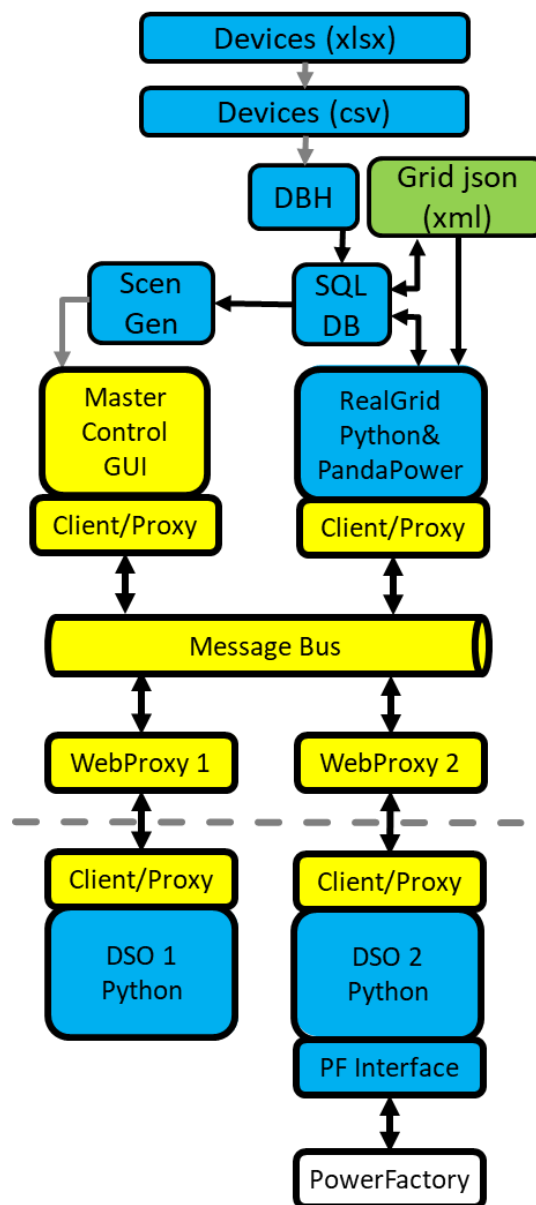 Devices (xlsx)
Devices (csv)
DBH
Grid json
(xml)
Scen
Gen
SQL
DB
Master
Control
GUI
RealGrid
Python&
PandaPower
Client/Proxy
Client/Proxy
Message Bus
WebProxy 1
WebProxy 2
Client/Proxy
Client/Proxy
DSO 1
Python
DSO 2
Python
PF Interface
PowerFactory